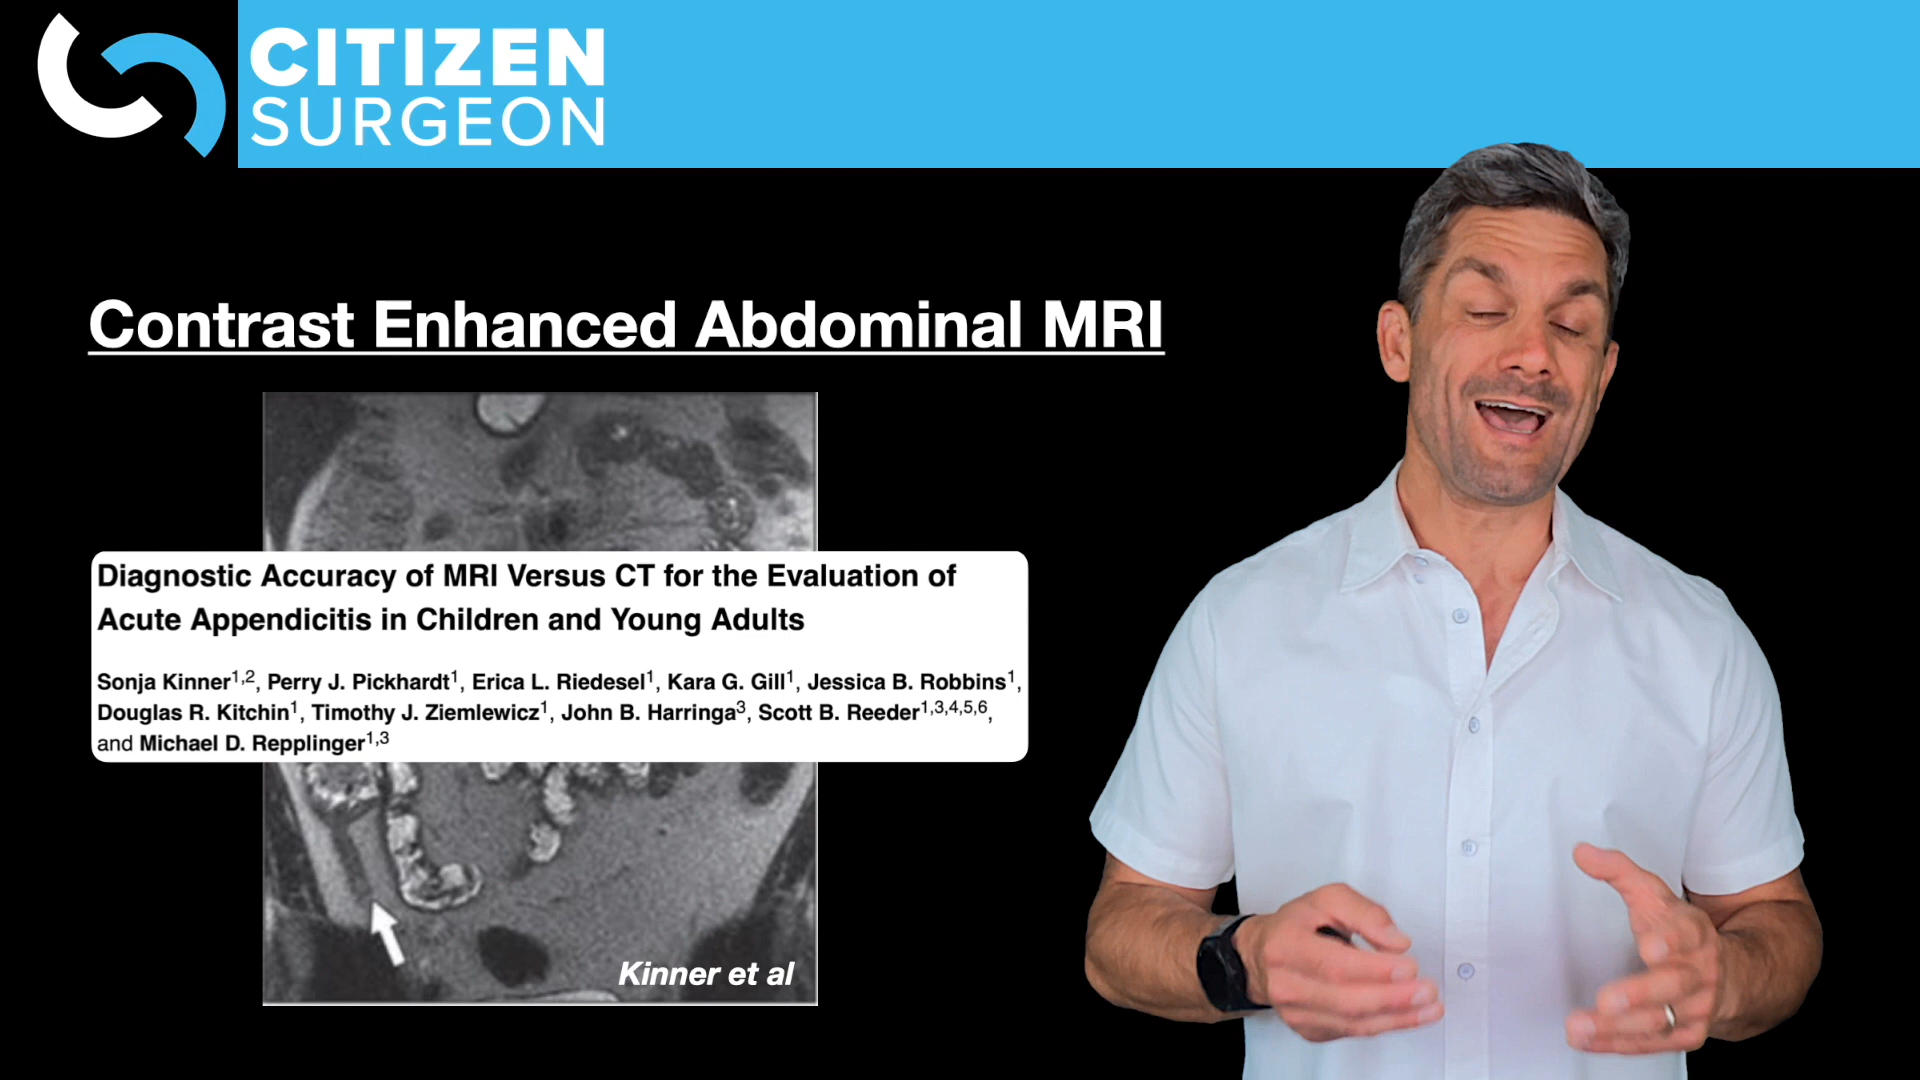 CITIZEN
SURGEON
Contrast Enhanced Abdominal MRI
Diagnostic Accuracy of MRI Versus CT for the Evaluation of
Acute Appendicitis in Children and Young Adults
Sonja Kinner1,2, Perry J. Pickhardt1, Erica L. Riedesel1, Kara G. Gill1, Jessica B. Robbins1,
Douglas R. Kitchin1, Timothy J. Ziemlewicz1, John B. Harringa3, Scott B. Reeder1,3,4,5,6,
and Michael D. Repplinger1,3
Kinner et al